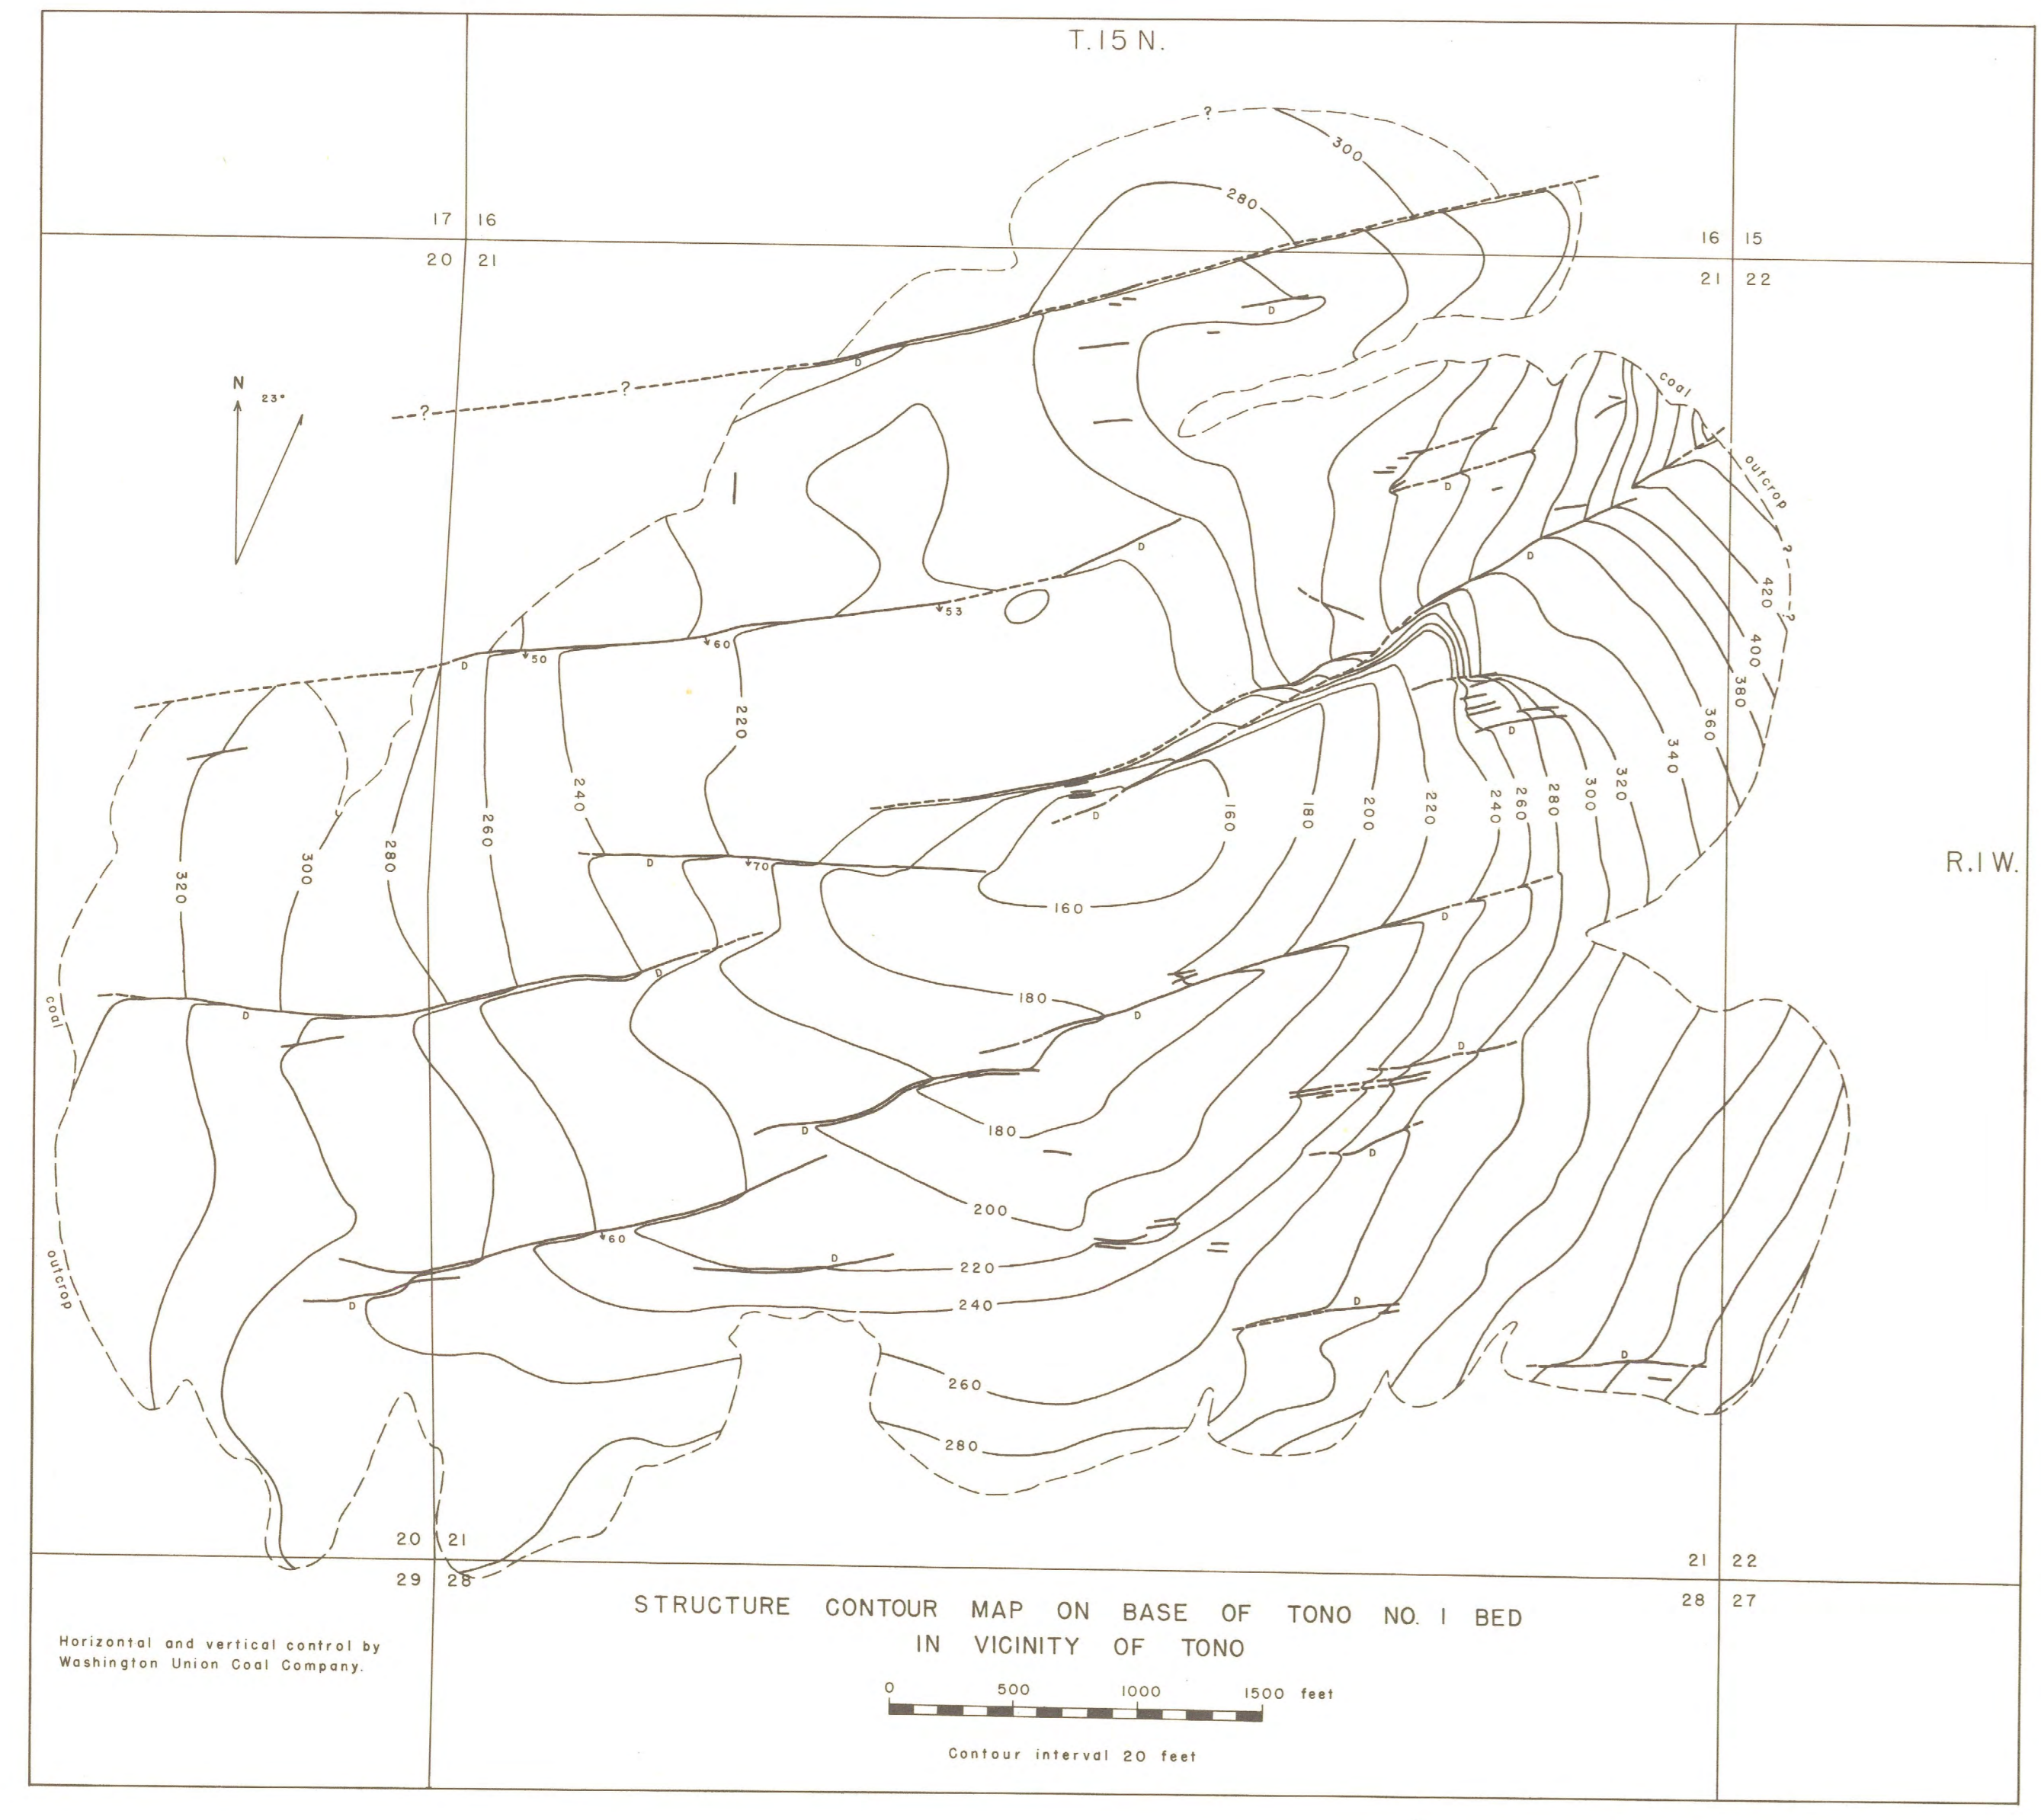 T. 15 N.
?
300
280
17 16
16 15
20 21
21 22
D
D
N
23°
?
?
coal
D
outcrop
D
D
?
420
?
53
60
50
D
400
380
220
360
D
340
320
240
280
300
260
160
180
200
220
240
260
280
300
320
D
260
280
300
320
D
70
R. 1 W.
160
D
D
180
coal
D
D
D
180
D
D
200
60
D
220
outcrop
D
240
D
D
260
280
20 21
21 22
29 28
28 27
STRUCTURE CONTOUR MAP ON BASE OF TONO NO. 1 BED
IN VICINITY OF TONO
Horizontal and vertical control by
Washington Union Coal Company.
0 500 1000 1500 feet
Contour interval 20 feet